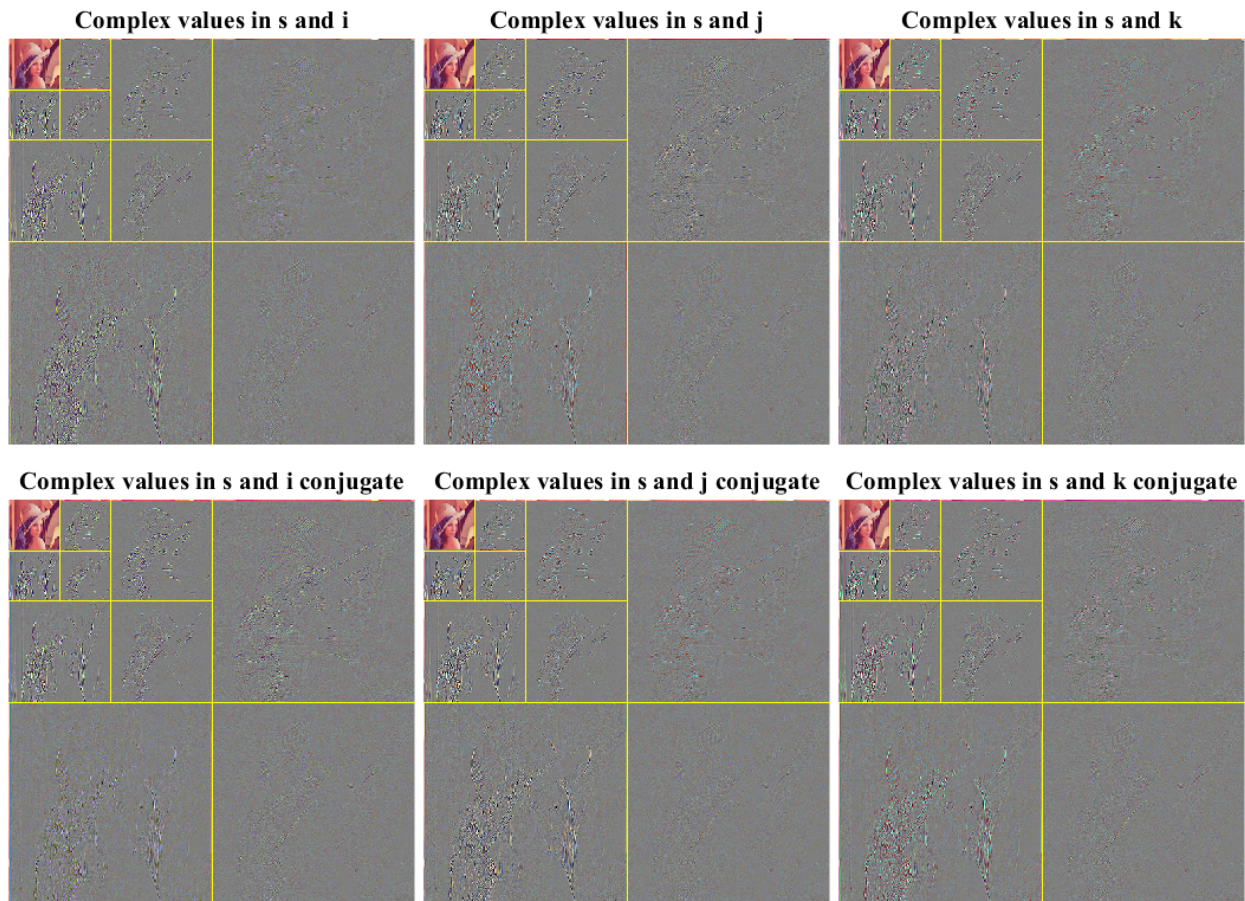 Complex values in s and i
Complex values in s and j
Complex values in s and k
Complex values in s and i conjugate
Complex values in s and j conjugate
Complex values in s and k conjugate